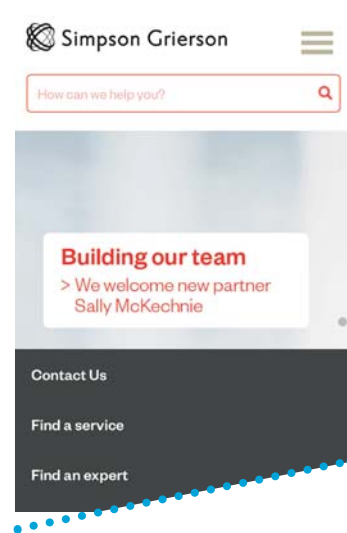 Simpson Grierson
How can we help you?
Building our team
> We welcome new partner
Sally McKechnie
Contact Us
Find a service
Find an expert